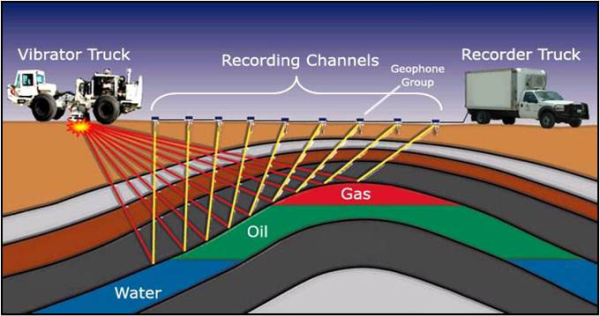 Vibrator Truck
Recording Channels
Recorder Truck
Geophone
Group
Gas
Oil
Water